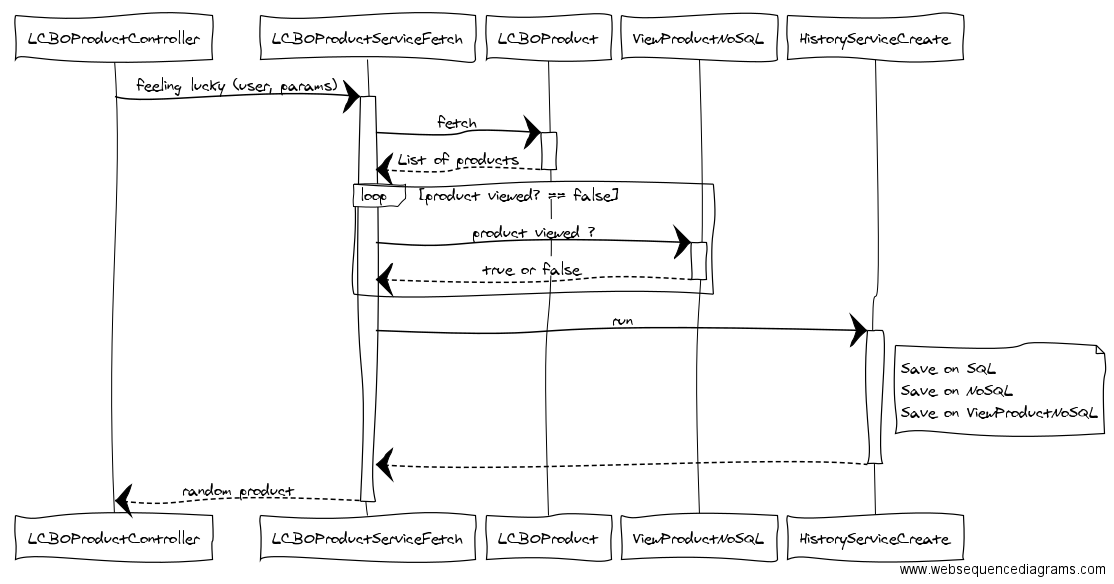 LCBOProductController
LCBOProductServiceFetch
LCBOProduct
ViewProductNoSQL
HistoryServiceCreate
feeling lucky (user, params)
fetch
List of products
loop
[product viewed? == false]
product viewed ?
true or false
run
Save on SQL
Save on NoSQL
Save on ViewProductNoSQL
random product
LCBOProductController
LCBOProductServiceFetch
LCBOProduct
ViewProductNoSQL
HistoryServiceCreate
www.websequencediagrams.com